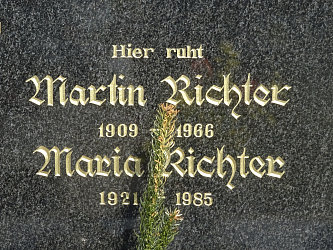 Hier ruht
Martin Richter
1909 - 1966
Maria Richter
1921 1985